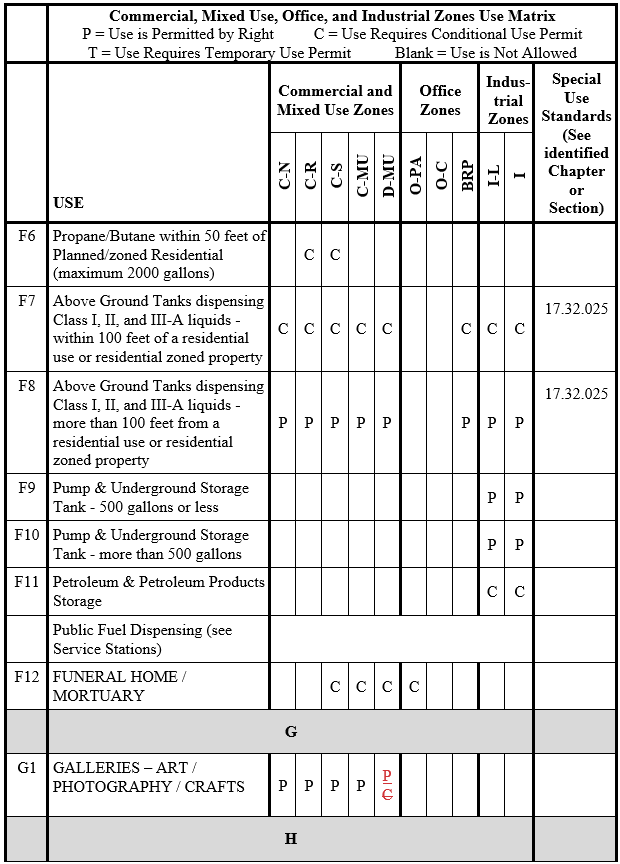 Commercial, Mixed Use, Office, and Industrial Zones Use Matrix
P = Use is Permitted by Right C = Use Requires Conditional Use Permit
T = Use Requires Temporary Use Permit Blank = Use is Not Allowed
USE
Commercial and
Mixed Use Zones
Office
Zones
Indus-
trial
Zones
Special
Use
Standards
(See
identified
Chapter
or
Section)
C-N
C-R
C-S
C-MU
D-MU
O-PA
O-C
BRP
I-L
I
F6 Propane/Butane within 50 feet of
Planned/zoned Residential
(maximum 2000 gallons)
C C
F7 Above Ground Tanks dispensing
Class I, II, and III-A liquids -
within 100 feet of a residential
use or residential zoned property
C C C C C C C C
17.32.025
F8 Above Ground Tanks dispensing
Class I, II, and III-A liquids -
more than 100 feet from a
residential use or residential
zoned property
P P P P P P P P
17.32.025
F9 Pump & Underground Storage
Tank - 500 gallons or less
P P
F10 Pump & Underground Storage
Tank - more than 500 gallons
P P
F11 Petroleum & Petroleum Products
Storage
C C
Public Fuel Dispensing (see
Service Stations)
F12 FUNERAL HOME /
MORTUARY
C C C C
G
G1 GALLERIES – ART /
PHOTOGRAPHY / CRAFTS
P P P P P
C
H